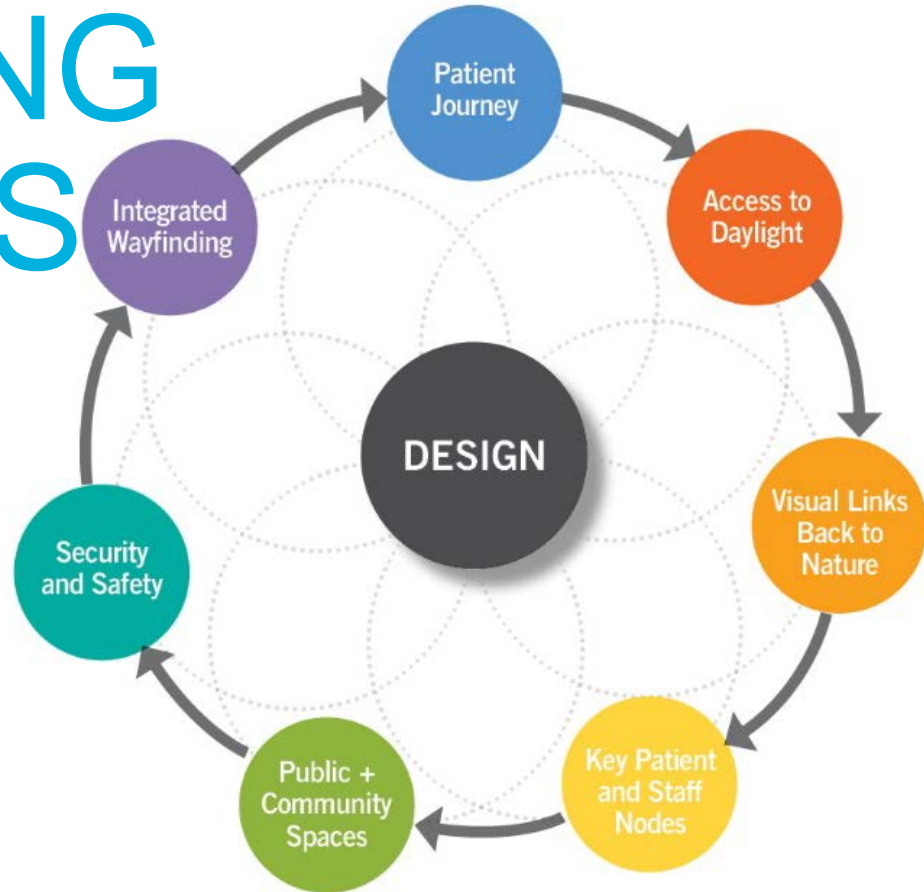 NG
S
Patient
Journey
Access to
Daylight
Visual Links
Back to
Nature
Key Patient
and Staff
Nodes
Public +
Community
Spaces
Security
and Safety
Integrated
Wayfinding
DESIGN